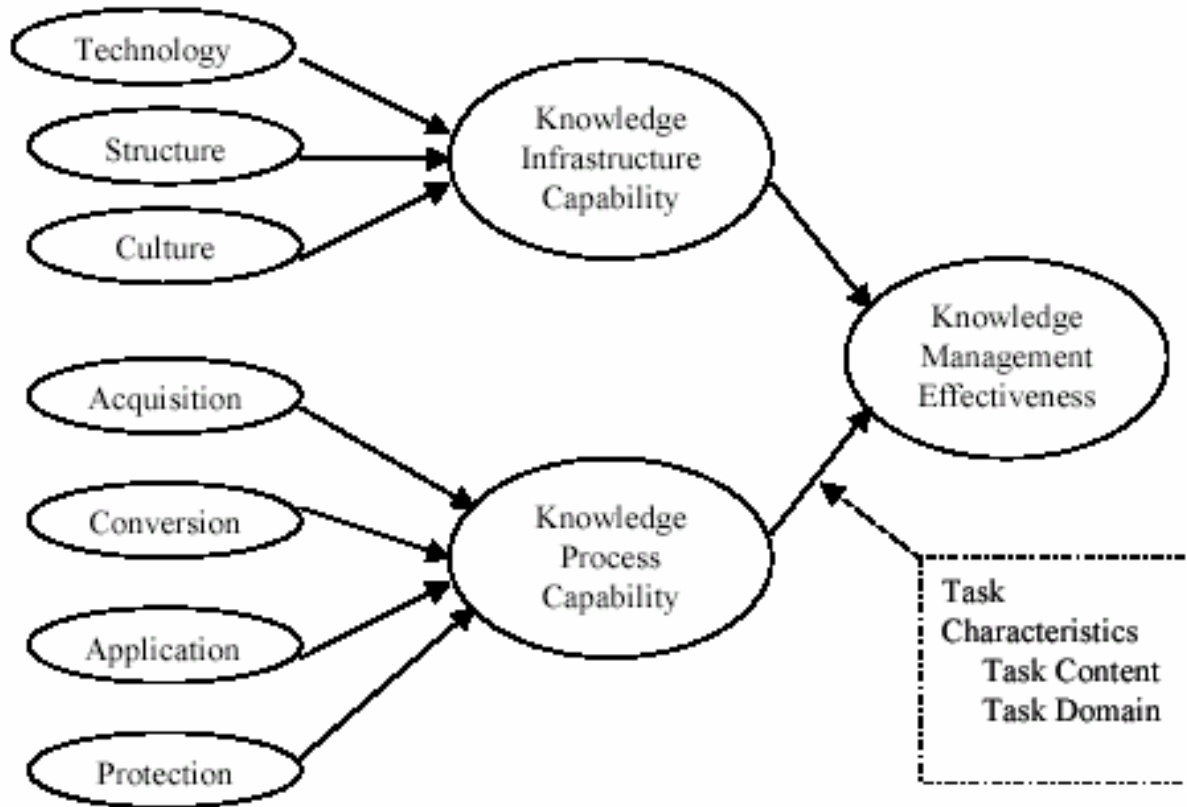 Technology
Structure
Culture
Knowledge
Infrastructure
Capability
Knowledge
Management
Effectiveness
Acquisition
Conversion
Application
Protection
Knowledge
Process
Capability
Task
Characteristics
Task Content
Task Domain